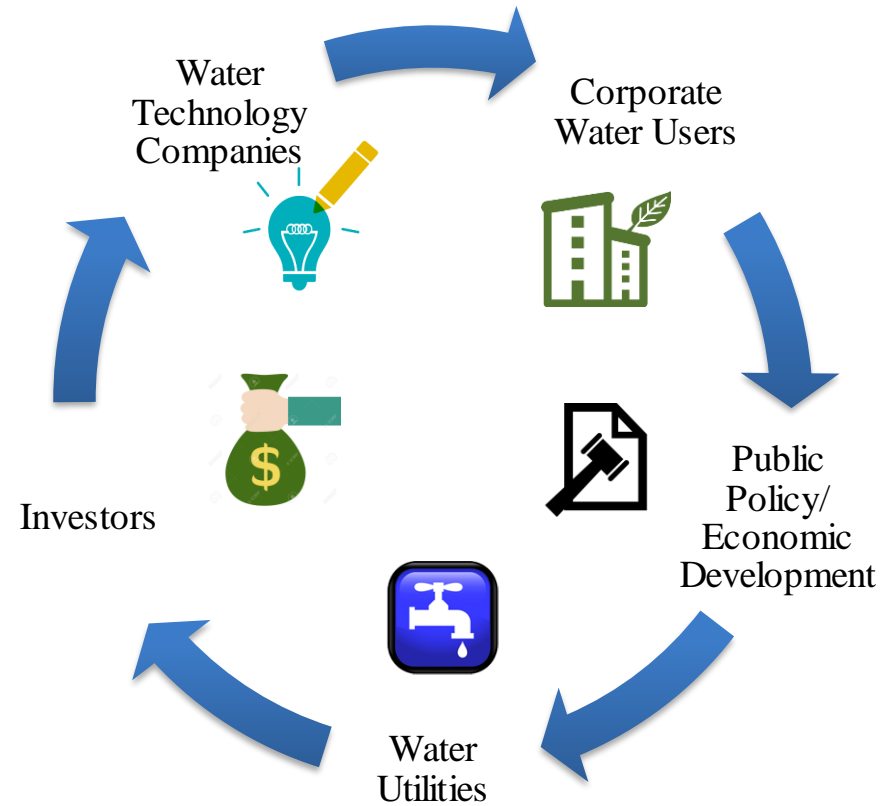 Water
Technology
Companies
Corporate
Water Users
Public
Policy/
Economic
Development
$
Investors
Water
Utilities